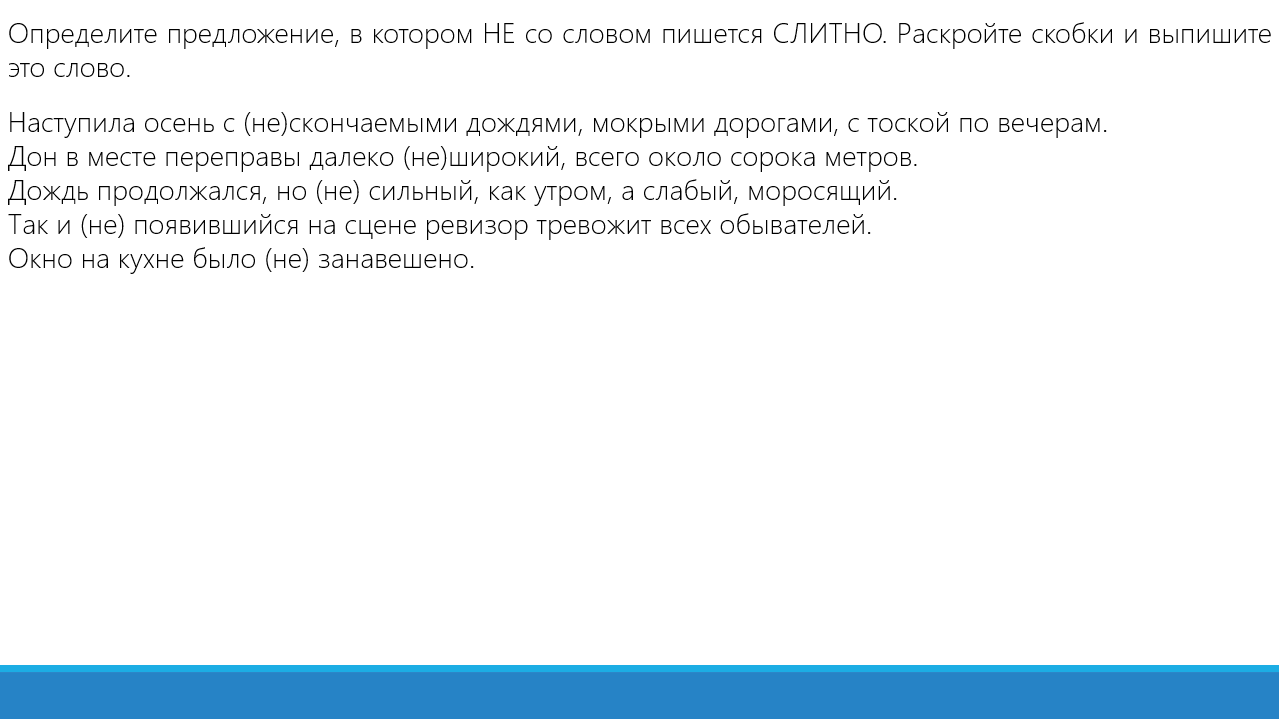 Определите предложение, в котором НЕ со словом пишется СЛИТНО. Раскройте скобки и выпишите
это слово.
Наступила осень с (не)скончаемыми дождями, мокрыми дорогами, с тоской по вечерам.
Дон в месте переправы далеко (не)широкий, всего около сорока метров.
Дождь продолжался, но (не) сильный, как утром, а слабый, моросящий.
Так и (не) появившийся на сцене ревизор тревожит всех обывателей.
Окно на кухне было (не) занавешено.